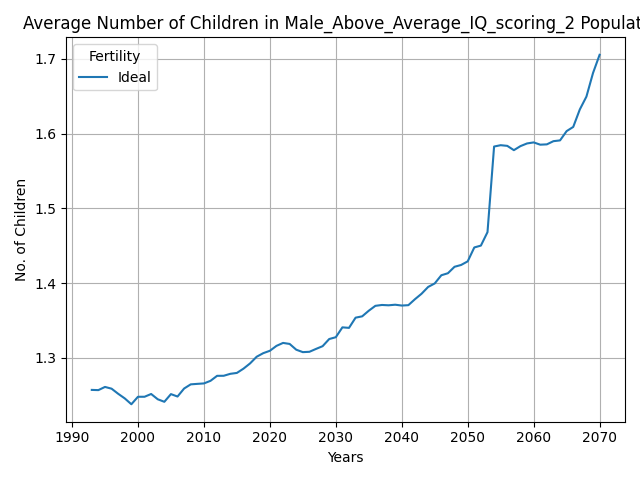 Average Number of Children in Male_Above_Average_IQ_scoring_2 Populat
Fertility
Ideal
1.7
1.6
1.5
1.4
1.3
No. of Children
1990 2000 2010 2020 2030 2040 2050 2060 2070
Years